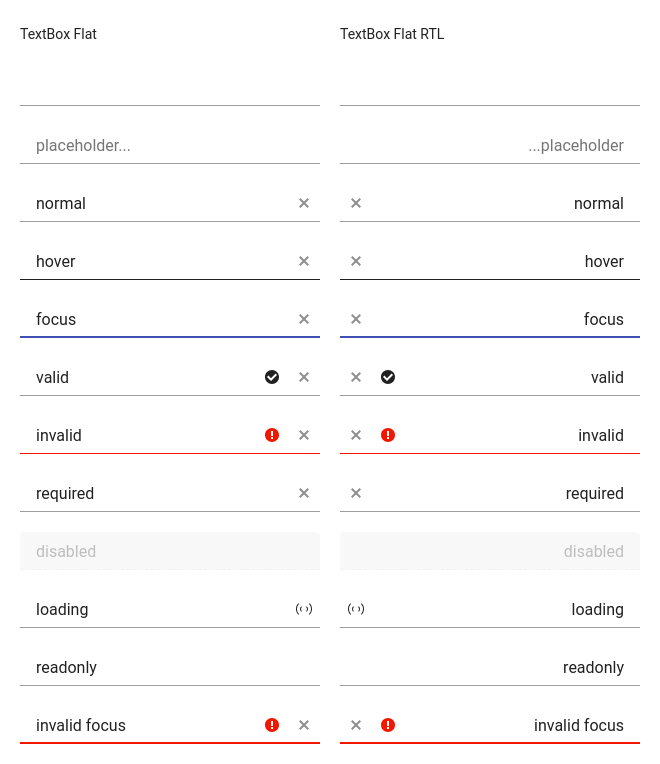 TextBox Flat
placeholder...
normal
hover
focus
valid
invalid
required
disabled
loading
readonly
invalid focus
TextBox Flat RTL
...placeholder
normal
hover
focus
valid
invalid
required
disabled
loading
readonly
invalid focus